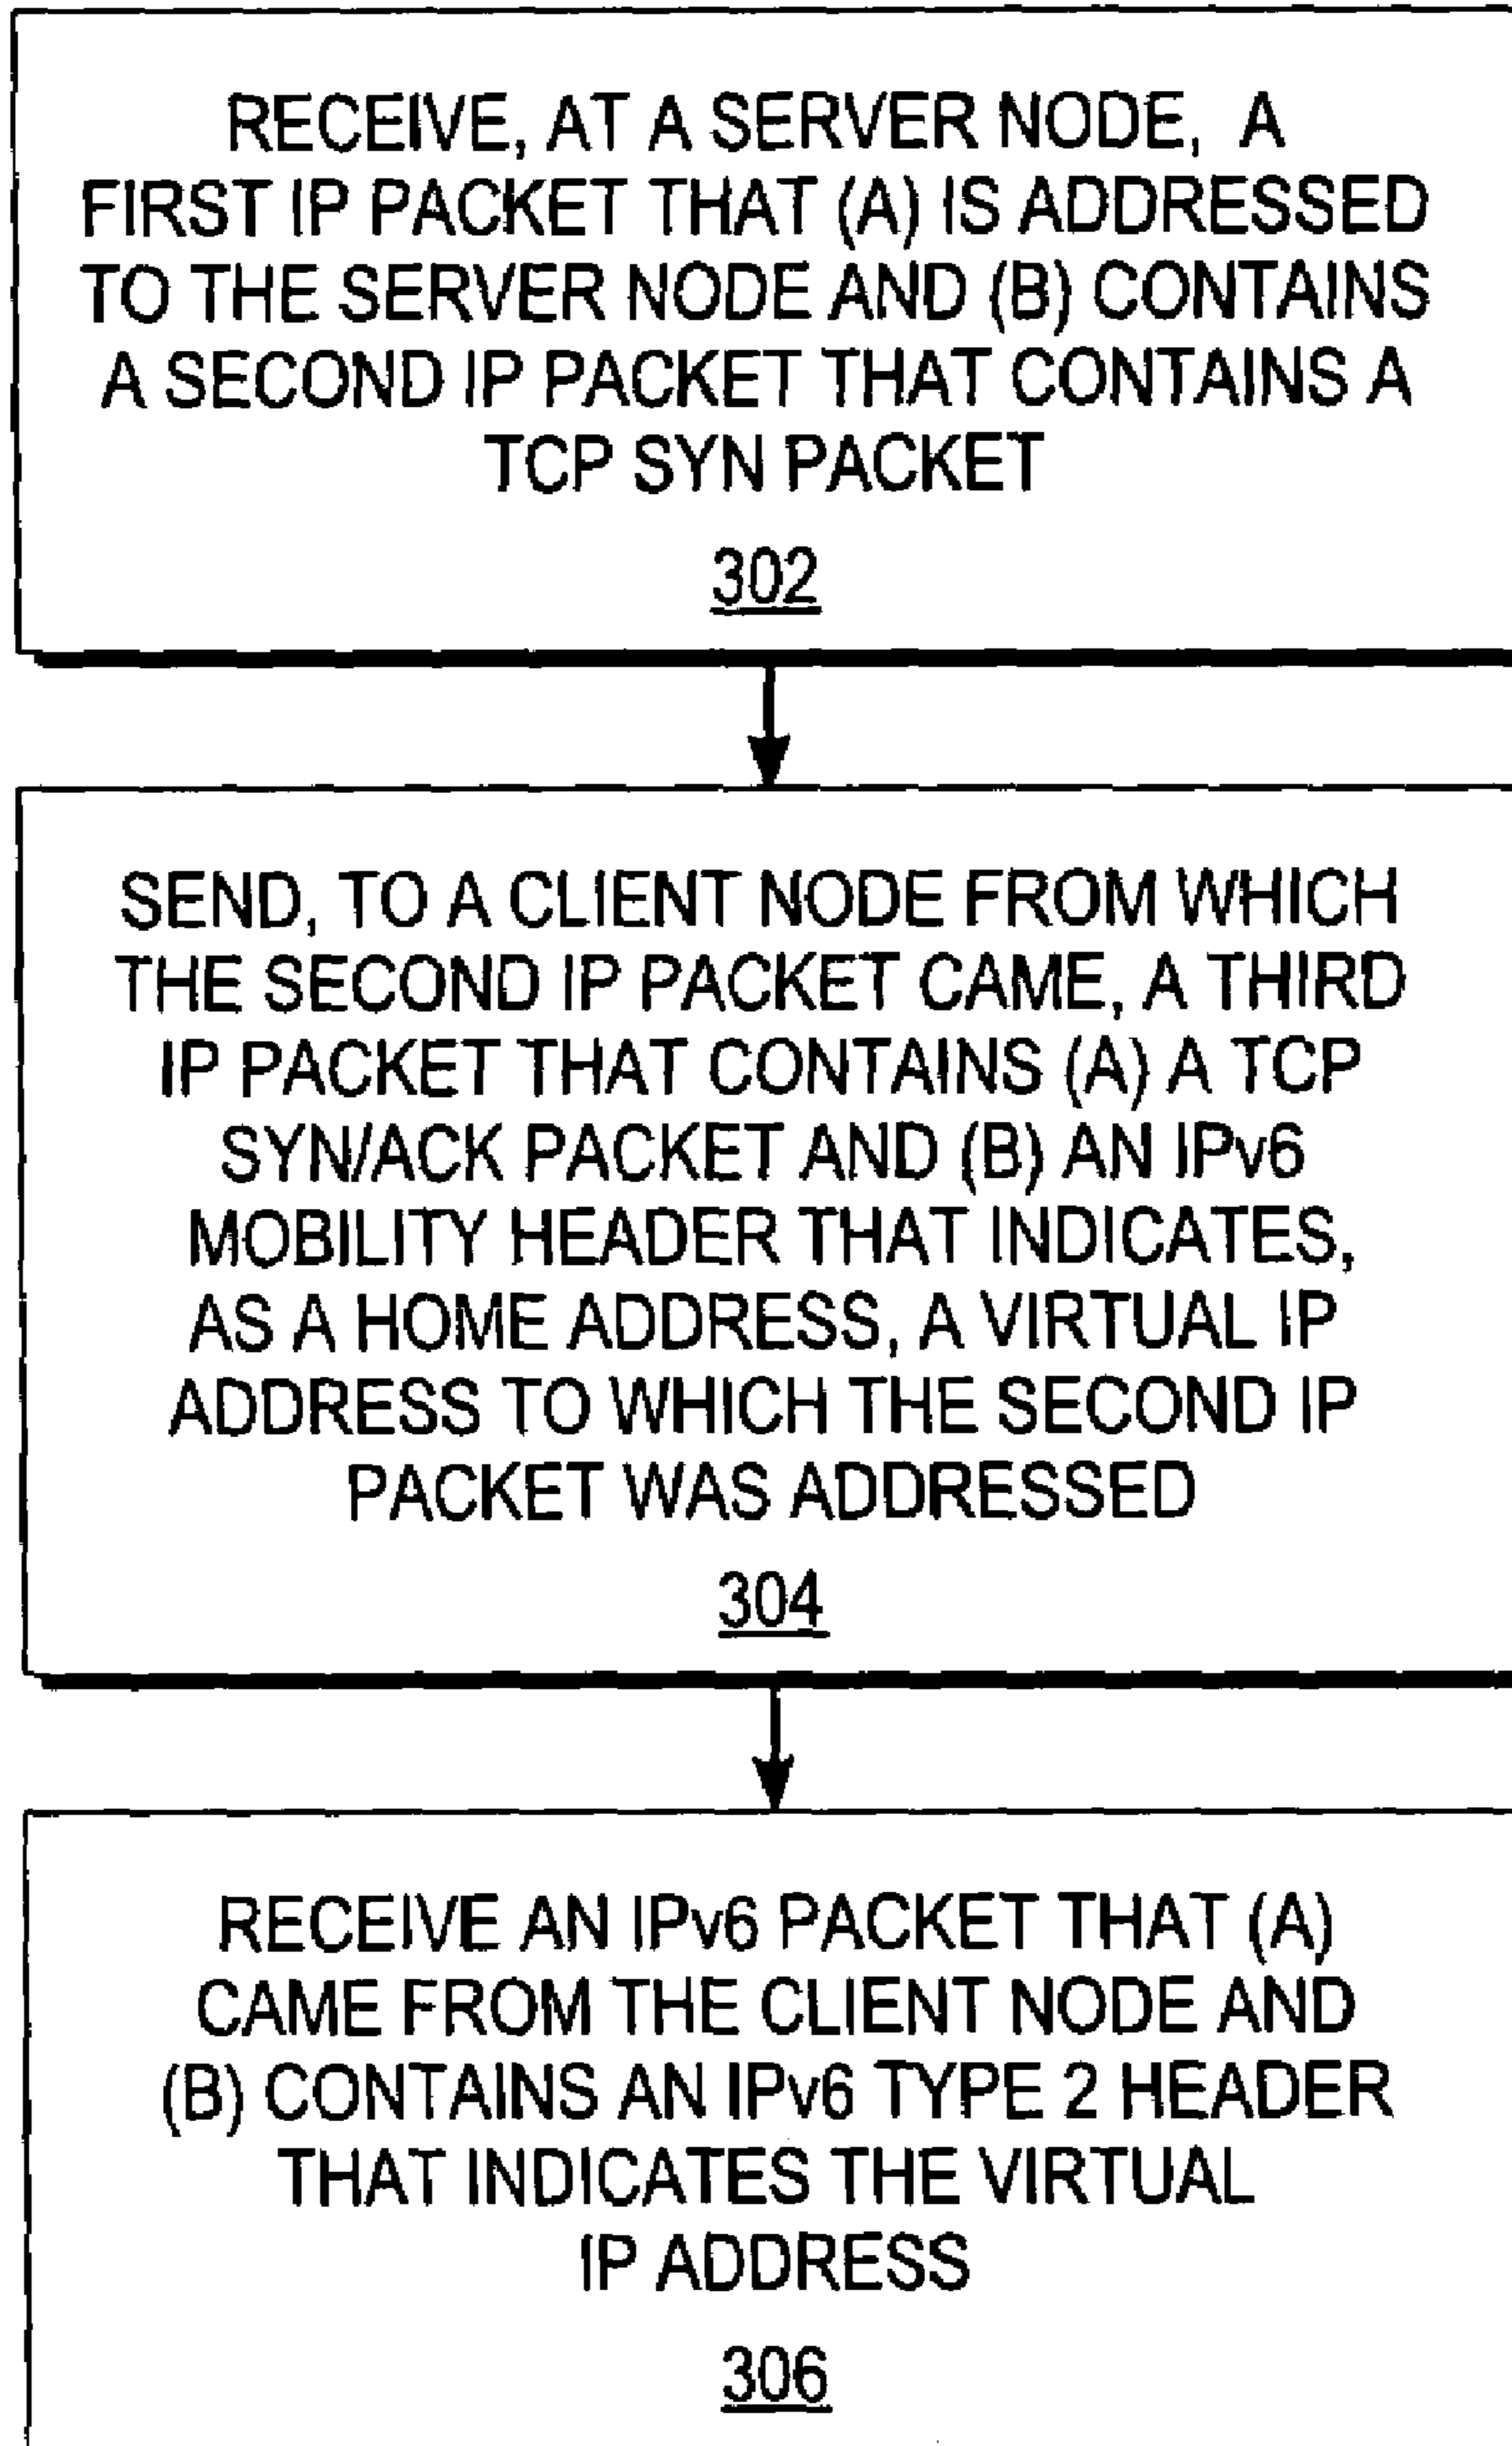 RECEIVE, AT A SERVER NODE, A
FIRST IP PACKET THAT (A) IS ADDRESSED
TO THE SERVER NODE AND (B) CONTAINS
A SECOND IP PACKET THAT CONTAINS A
TCP SYN PACKET
302
SEND, TO A CLIENT NODE FROM WHICH
THE SECOND IP PACKET CAME, A THIRD
IP PACKET THAT CONTAINS (A) A TCP
SYN/ACK PACKET AND (B) AN IPv6
MOBILITY HEADER THAT INDICATES,
AS A HOME ADDRESS, A VIRTUAL IP
ADDRESS TO WHICH THE SECOND IP
PACKET WAS ADDRESSED
304
RECEIVE AN IPv6 PACKET THAT (A)
CAME FROM THE CLIENT NODE AND
(B) CONTAINS AN IPv6 TYPE 2 HEADER
THAT INDICATES THE VIRTUAL
IP ADDRESS
306